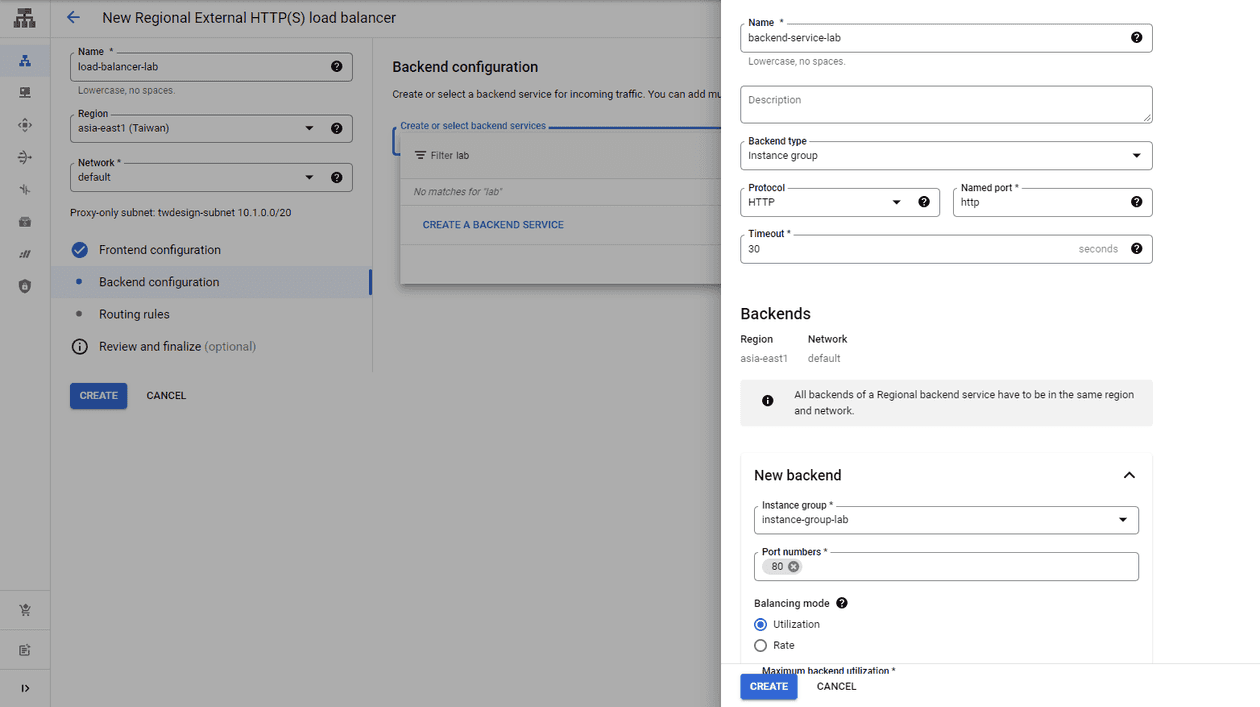 New Regional External HTTP(S) load balancer
Name *
load-balancer-lab
Lowercase, no spaces.
Region
asia-east1 (Taiwan)
Network *
default
Proxy-only subnet: twdesign-subnet 10.1.0.0/20
Frontend configuration
Backend configuration
Routing rules
Review and finalize (optional)
CREATE
CANCEL
Backend configuration
Create or select a backend service for incoming traffic. You can add mu
Create or select backend services
Filter lab
No matches for "lab"
CREATE A BACKEND SERVICE
Name *
backend-service-lab
Lowercase, no spaces.
Description
Backend type
Instance group
Protocol
HTTP
Named port *
http
Timeout *
30
seconds
Backends
Region
Network
asia-east1
default
All backends of a Regional backend service have to be in the same region
and network.
New backend
Instance group *
instance-group-lab
Port numbers *
80
Balancing mode
Utilization
Rate
Maximum backend utilization *
CREATE
CANCEL